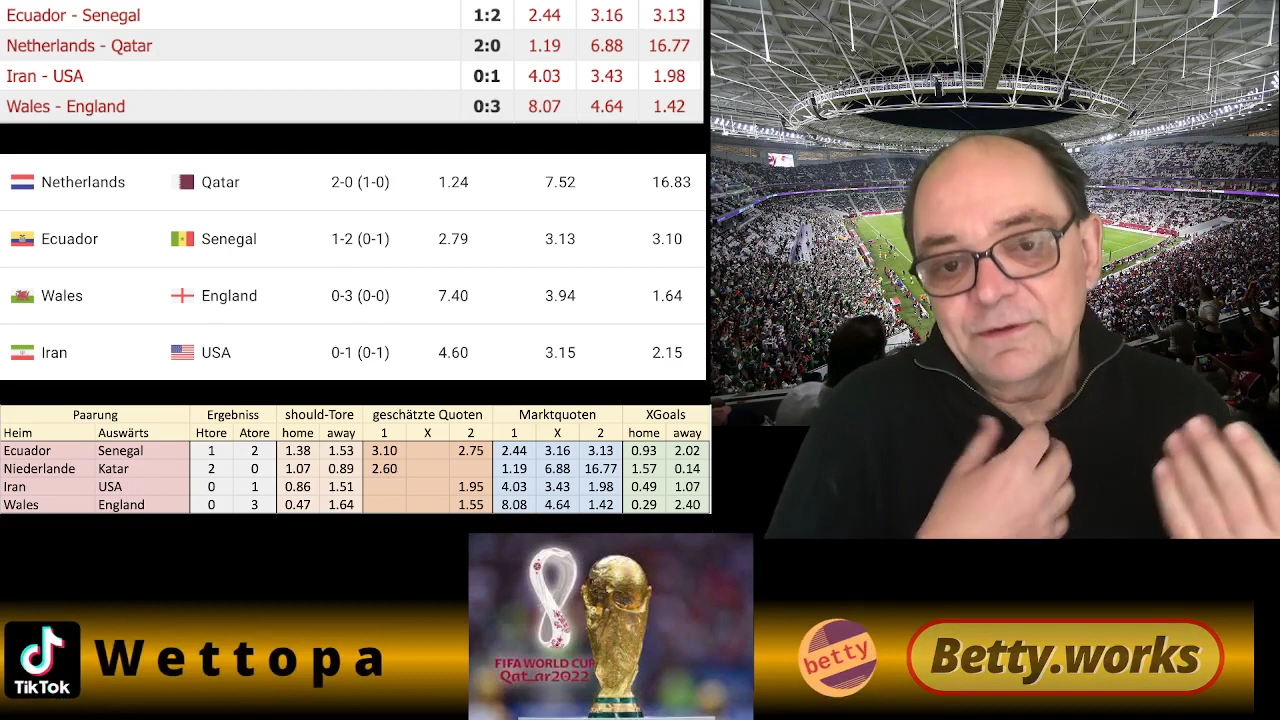 Ecuador - Senegal 1:2 2.44 3.16 3.13
Netherlands - Qatar 2:0 1.19 6.88 16.77
Iran - USA 0:1 4.03 3.43 1.98
Wales - England 0:3 8.07 4.64 1.42
Netherlands Qatar 2-0 (1-0) 1.24 7.52 16.83
Ecuador Senegal 1-2 (0-1) 2.79 3.13 3.10
Wales England 0-3 (0-0) 7.40 3.94 1.64
Iran USA 0-1 (0-1) 4.60 3.15 2.15
Paarung Ergebniss should-Tore geschätzte Quoten Marktquoten XGoals
Heim Auswärts Htore Atore home away 1 X 2 1 X 2 home away
Ecuador Senegal 1 2 1.38 1.53 3.10 2.75 2.44 3.16 3.13 0.93 2.02
Niederlande Katar 2 0 1.07 0.89 2.60 1.19 6.88 16.77 1.57 0.14
Iran USA 0 1 0.86 1.51 1.95 4.03 3.43 1.98 0.49 1.07
Wales England 0 3 0.47 1.64 1.55 8.08 4.64 1.42 0.29 2.40
TikTok
Wettopa
FIFA WORLD CUP
Qatar2022
betty
Betty.works